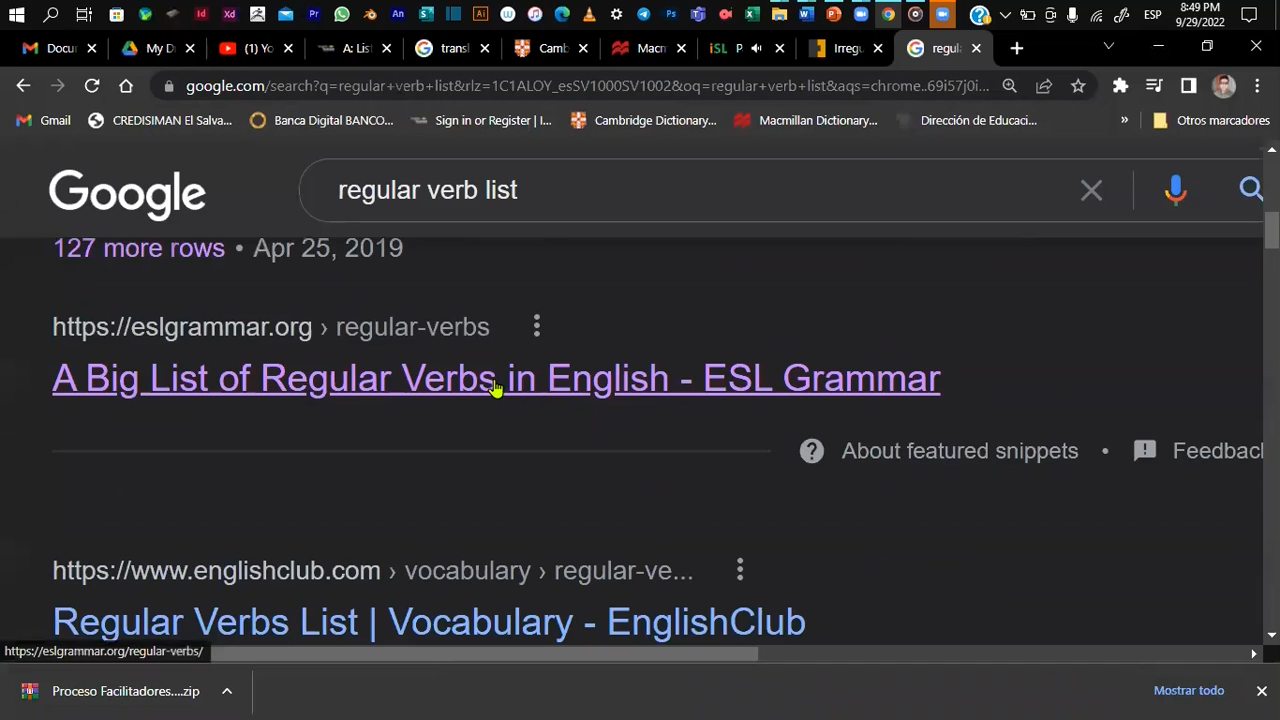 8:49 PM
ESP
9/29/2022
Docun
My D
(1) Yo
A: List
transl
Camb
Macm
iSL P
Irregu
regula
google.com/search?q=regular+verb+list&rlz=1C1ALOY_esSV1000SV1002&oq=regular+verb+list&aqs=chrome..69i57j0i...
Gmail
CREDISIMAN El Salva...
Banca Digital BANCO...
Sign in or Register | I...
Cambridge Dictionary...
Macmillan Dictionary...
Dirección de Educaci...
»
Otros marcadores
Google
regular verb list
127 more rows • Apr 25, 2019
https://eslgrammar.org › regular-verbs
A Big List of Regular Verbs in English - ESL Grammar
About featured snippets • Feedback
https://www.englishclub.com › vocabulary › regular-ve...
Regular Verbs List | Vocabulary - EnglishClub
https://eslgrammar.org/regular-verbs/
Proceso Facilitadores....zip
Mostrar todo